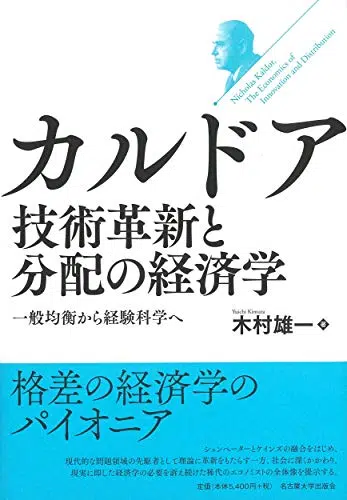 Nicholas Kaldor,
The Economics of
Innovation and Distribution
カルドア
技術革新と
分配の経済学
一般均衡から経験科学へ
Yuichi Kimura
木村雄一 著
格差の経済学の
パイオニア
シュンペーターとケインズの融合をはじめ、
現代的な問題領域の先駆者として理論に革新をもたらす一方、社会に深くかかわり、
現実に即した経済学の必要を訴え続けた稀代のエコノミストの全体像を提示する。
定価(本体5,400円+税) 名古屋大学出版会